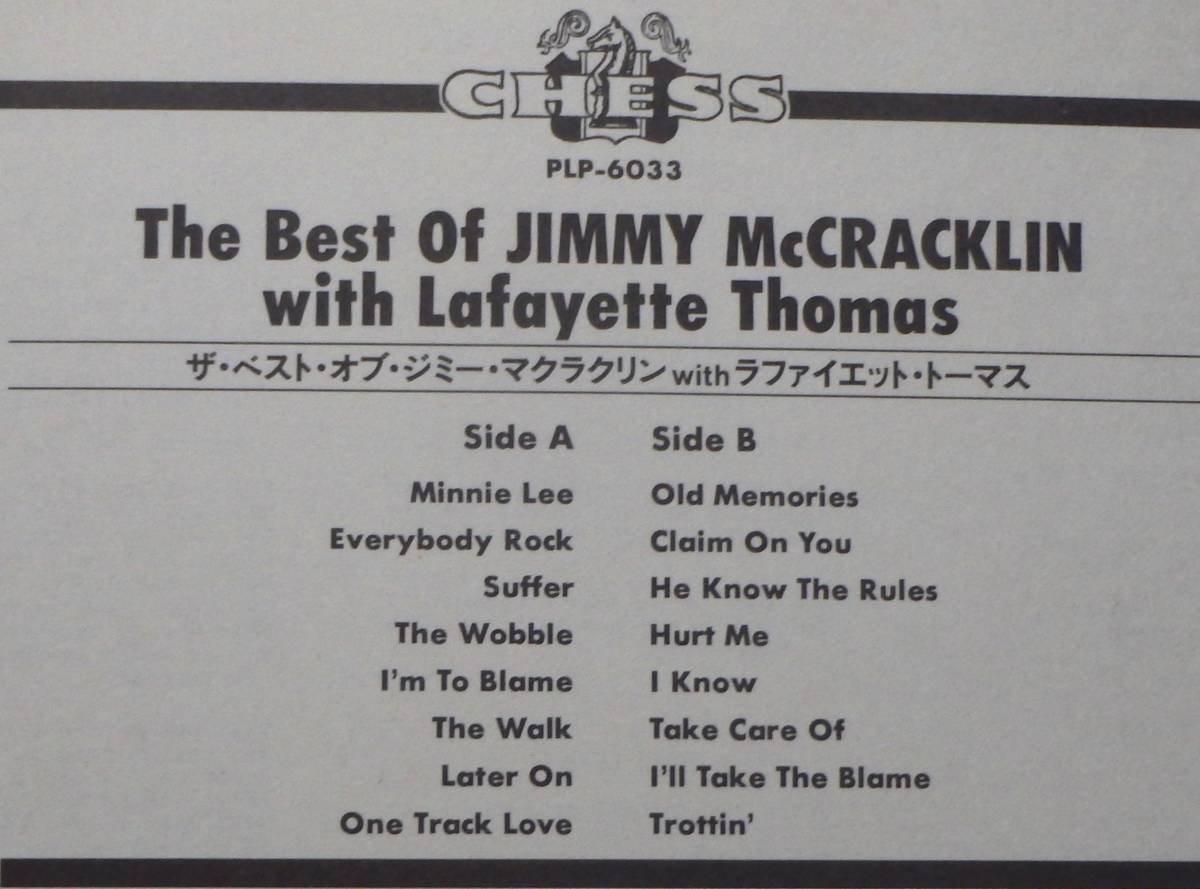 CHESS
PLP-6033
The Best Of JIMMY McCRACKLIN
with Lafayette Thomas
ザ・ベスト・オブ・ジミー・マクラクリン with ラファイエット・トーマス
Side A
Minnie Lee
Everybody Rock
Suffer
The Wobble
I'm To Blame
The Walk
Later On
One Track Love
Side B
Old Memories
Claim On You
He Know The Rules
Hurt Me
I Know
Take Care Of
I'll Take The Blame
Trottin'